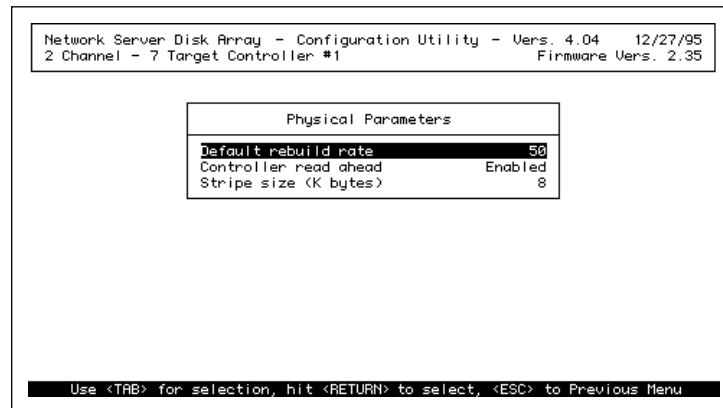 Network Server Disk Array - Configuration Utility - Vers. 4.04 12/27/95
2 Channel - 7 Target Controller #1 Firmware Vers. 2.35
Physical Parameters
Default rebuild rate 50
Controller read ahead Enabled
Stripe size (K bytes) 8
Use <TAB> for selection, hit <RETURN> to select, <ESC> to Previous Menu